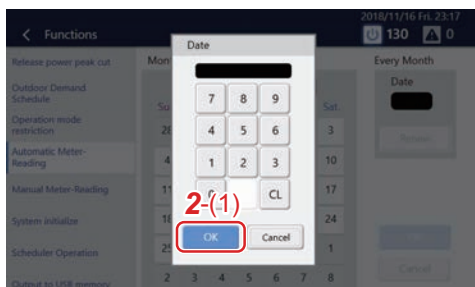 2018/11/16 Fri. 23:17
Functions
130
0
Date
Release power peak cut
Mon
Every Month
Outdoor Demand
Schedule
Date
Su
7
8
9
Sat.
Operation mode
restriction
28
4
5
6
3
Automatic Meter-
Reading
4
1
2
3
10
Manual Meter-Reading
11
CL
17
2-(1)
System initialize
18
24
OK
Cancel
Scheduler Operation
25
1
Output to USB memory
2
3
4
5
6
7
8
Cancel